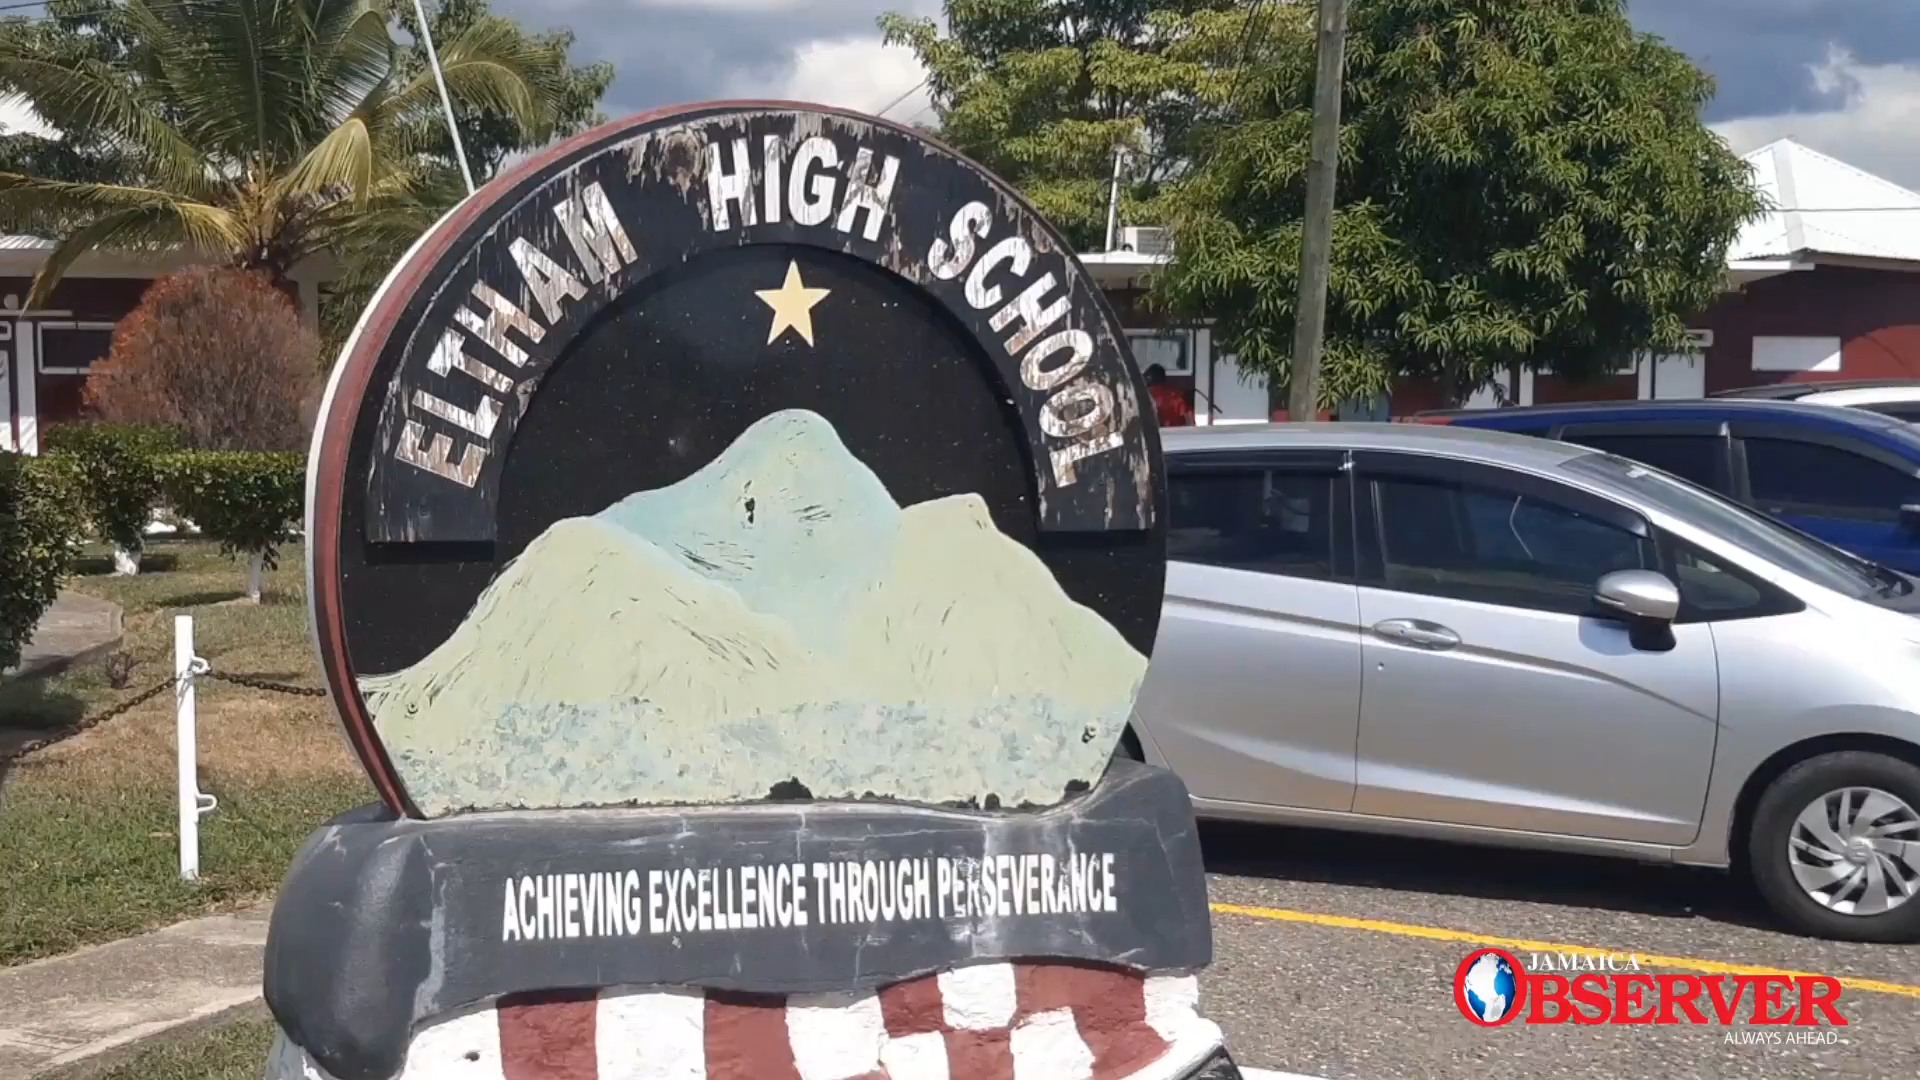 ELTHAM HIGH SCHOOL
ACHIEVING EXCELLENCE THROUGH PERSEVERANCE
JAMAICA
OBSERVER
ALWAYS AHEAD